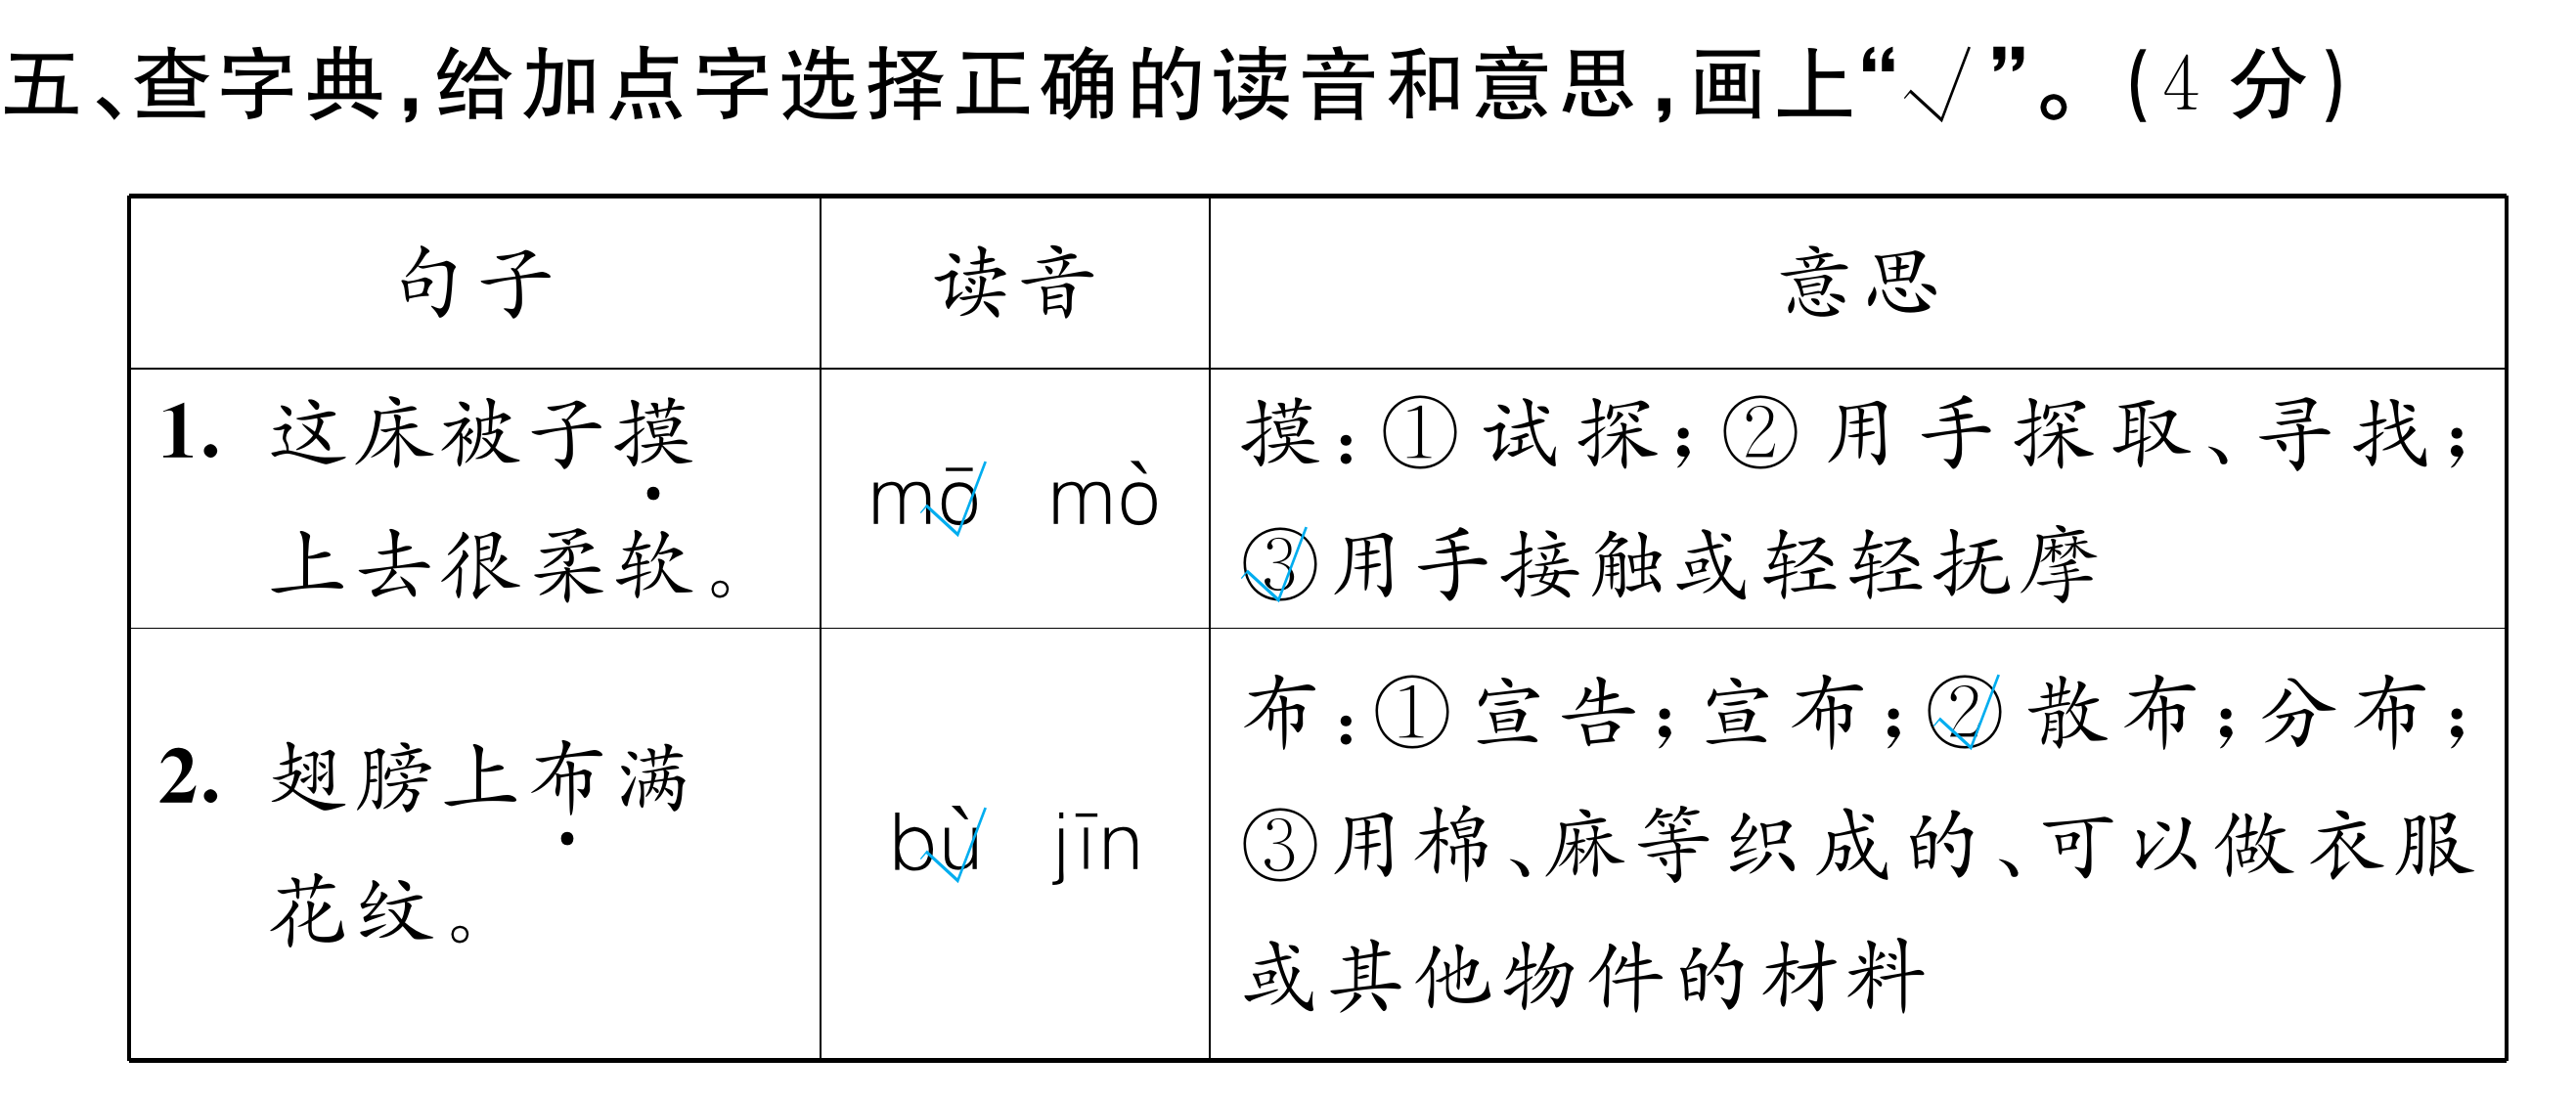 五、查字典,给加点字选择正确的读音和意思,画上“√”。(4 分)
句子 读音 意思
1. 这床被子摸
上去很柔软。
mō√ mò
摸:① 试探;② 用手探取、寻找;
③√用手接触或轻轻抚摩
2. 翅膀上布满
花纹。
bù√ jīn
布:① 宣告;宣布;②√ 散布;分布;
③用棉、麻等织成的、可以做衣服
或其他物件的材料